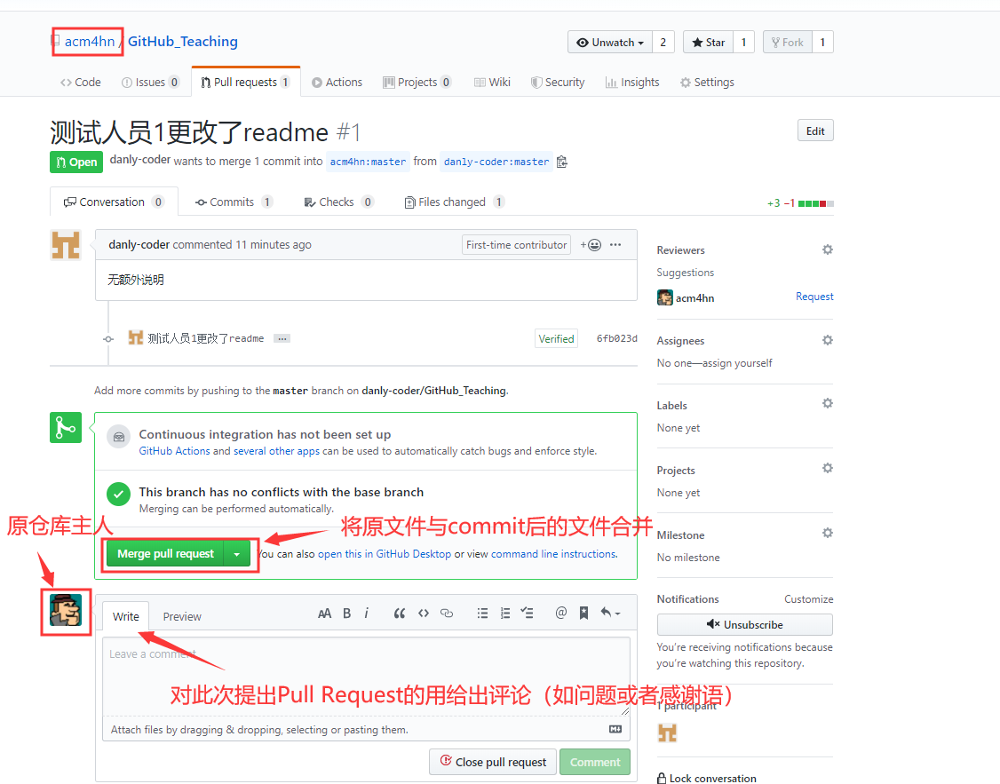 acm4hn / GitHub_Teaching
Unwatch 2 Star 1 Fork 1
Code Issues 0 Pull requests 1 Actions Projects 0 Wiki Security Insights Settings
测试人员1更改了readme #1
Edit
Open danly-coder wants to merge 1 commit into acm4hn:master from danly-coder:master
Conversation 0 Commits 1 Checks 0 Files changed 1
+3 −1
danly-coder commented 11 minutes ago First-time contributor
无额外说明
测试人员1更改了readme ... Verified 6fb023d
Add more commits by pushing to the master branch on danly-coder/GitHub_Teaching.
Continuous integration has not been set up
GitHub Actions and several other apps can be used to automatically catch bugs and enforce style.
This branch has no conflicts with the base branch
Merging can be performed automatically.
原仓库主人
将原文件与commit后的文件合并
Merge pull request
You can also open this in GitHub Desktop or view command line instructions.
Write Preview
AA B i
Leave a comment
对此次提出Pull Request的用给出评论（如问题或者感谢语）
Attach files by dragging & dropping, selecting or pasting them.
Close pull request Comment
Reviewers
Suggestions
acm4hn Request
Assignees
No one—assign yourself
Labels
None yet
Projects
None yet
Milestone
No milestone
Notifications Customize
Unsubscribe
You're receiving notifications because
you're watching this repository.
1 participant
Lock conversation